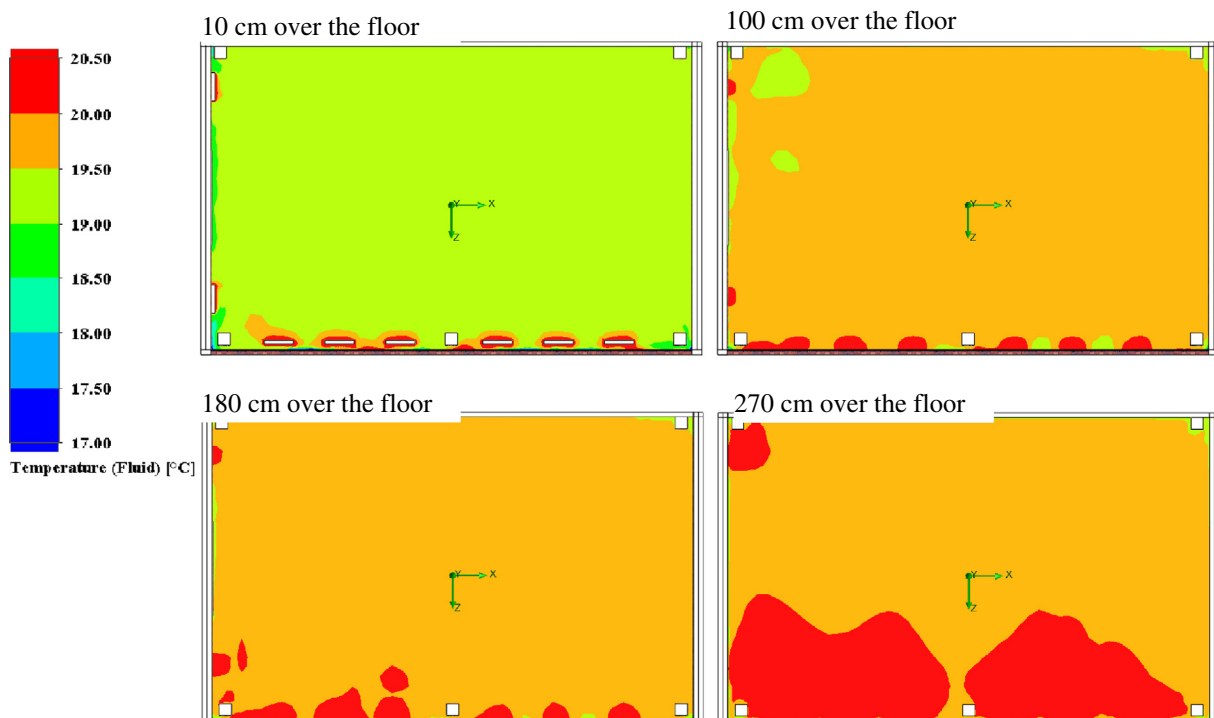 10 cm over the floor
100 cm over the floor
20.50
20.00
19.50
19.00
18.50
18.00
17.50
17.00
Temperature (Fluid) [°C]
Y X
Z
Y X
Z
180 cm over the floor
270 cm over the floor
Y X
Z
Y X
Z